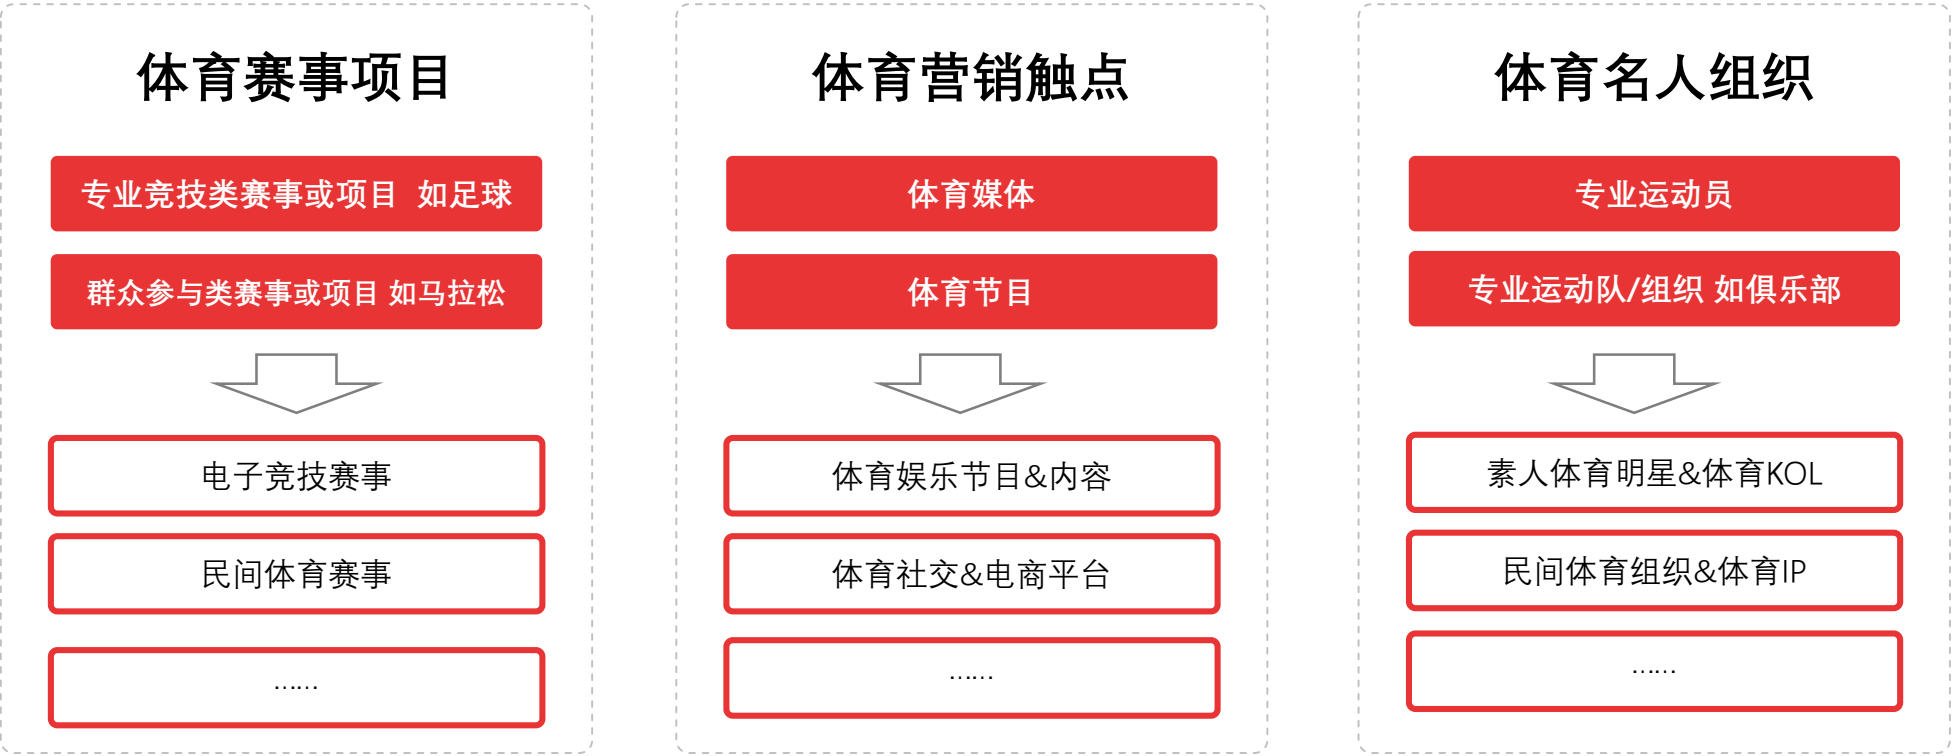 体育赛事项目
专业竞技类赛事或项目 如足球
群众参与类赛事或项目 如马拉松
电子竞技赛事
民间体育赛事
……
体育营销触点
体育媒体
体育节目
体育娱乐节目&内容
体育社交&电商平台
……
体育名人组织
专业运动员
专业运动队/组织 如俱乐部
素人体育明星&体育KOL
民间体育组织&体育IP
……